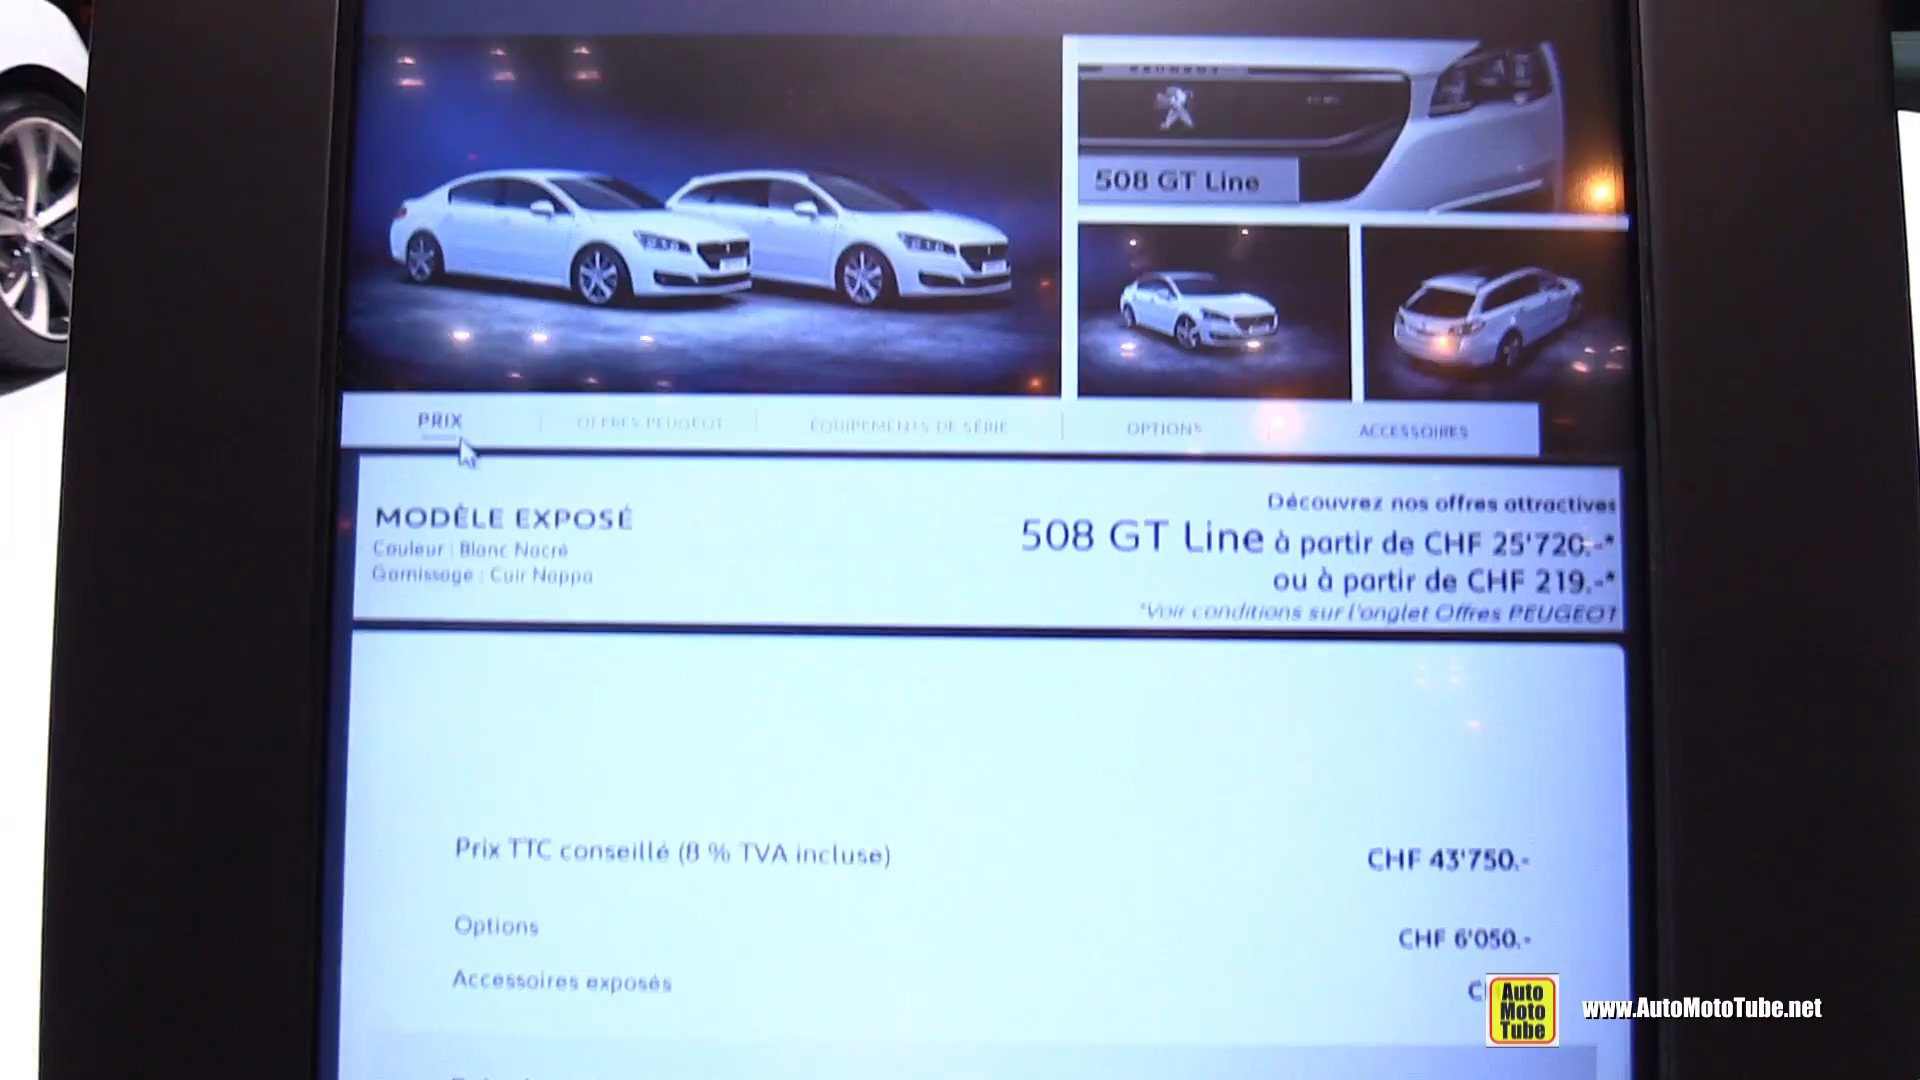 508 GT Line
PRIX
OFFRES PEUGEOT
ÉQUIPEMENTS DE SÉRIE
OPTIONS
ACCESSOIRES
MODÈLE EXPOSÉ
Couleur : Blanc Nacré
Garnissage : Cuir Nappa
Découvrez nos offres attractives
508 GT Line à partir de CHF 25'720.-*
ou à partir de CHF 219.-*
*Voir conditions sur l'onglet Offres PEUGEOT
Prix TTC conseillé (8 % TVA incluse) CHF 43'750.-
Options CHF 6'050.-
Accessoires exposés
Auto
Moto
Tube
www.AutoMotoTube.net